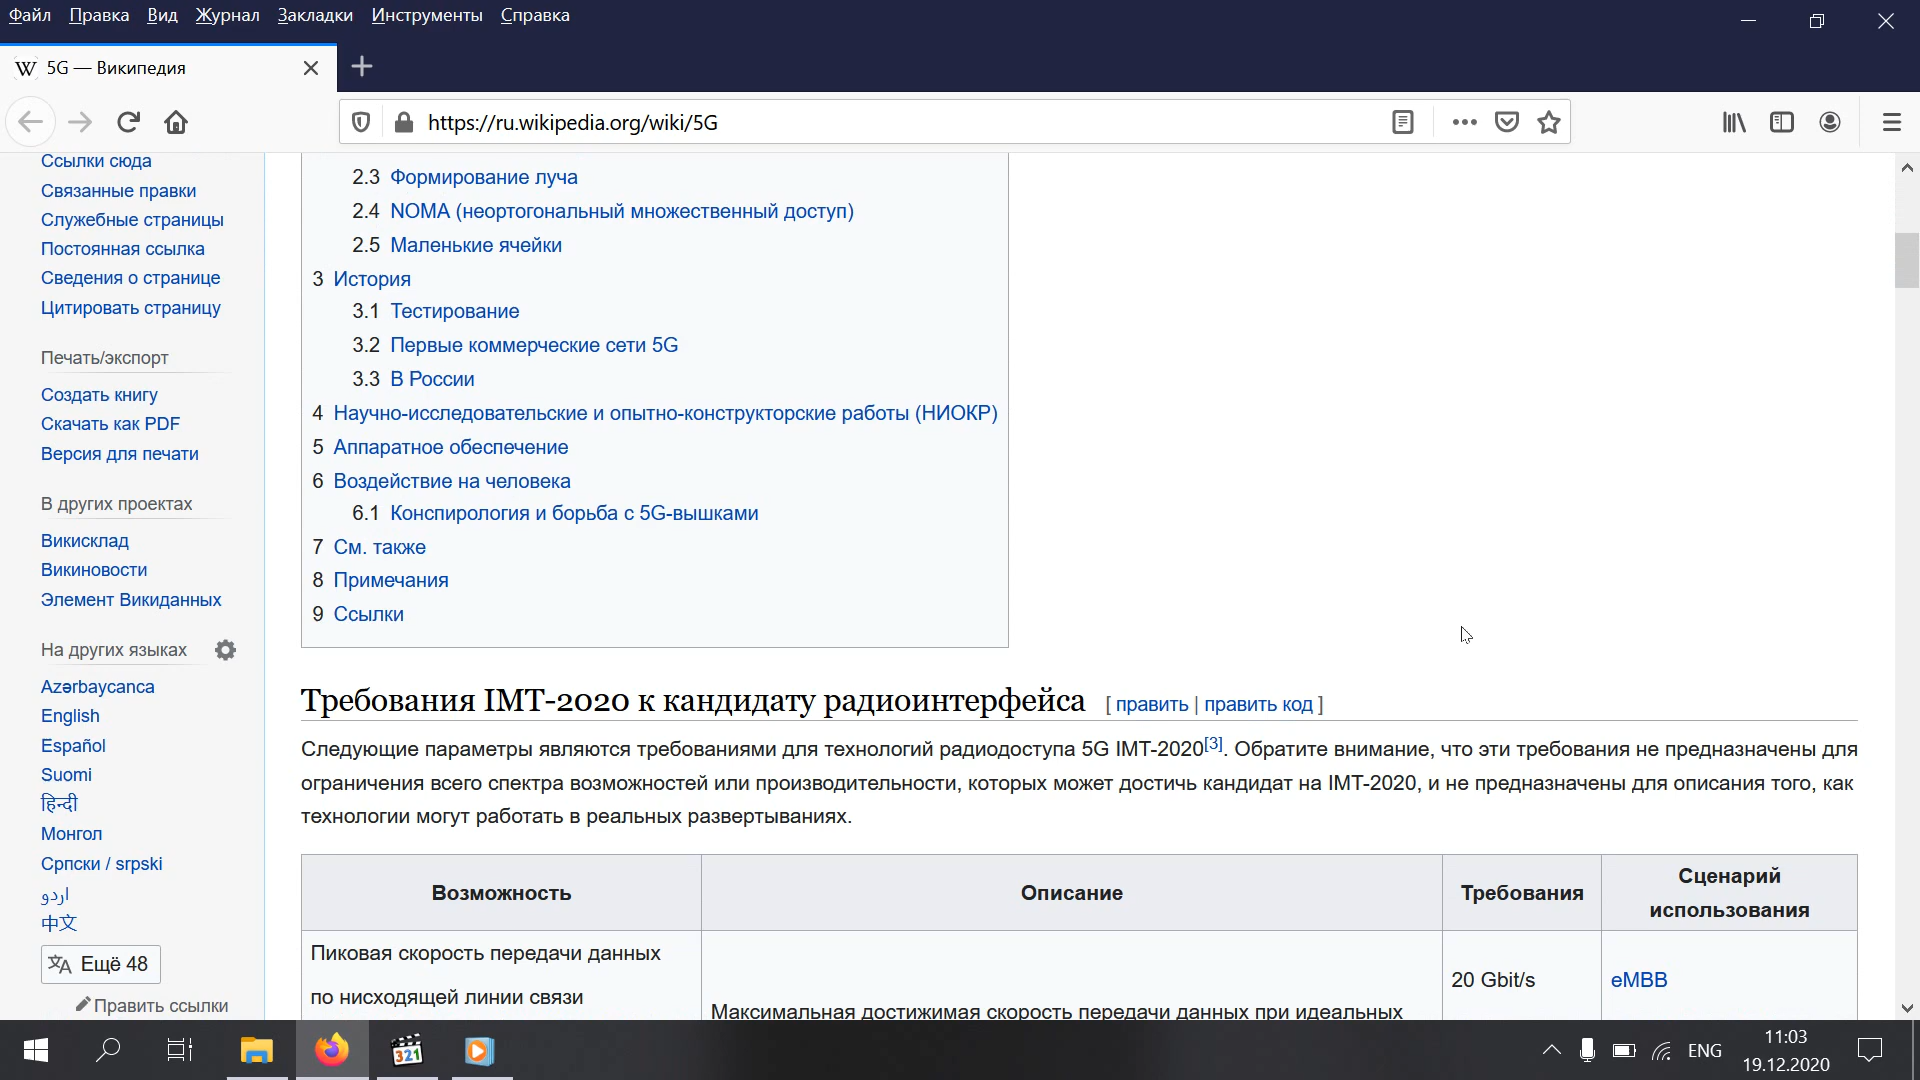 Файл Правка Вид Журнал Закладки Инструменты Справка
W 5G — Википедия
https://ru.wikipedia.org/wiki/5G
Ссылки сюда
Связанные правки
Служебные страницы
Постоянная ссылка
Сведения о странице
Цитировать страницу
Печать/экспорт
Создать книгу
Скачать как PDF
Версия для печати
В других проектах
Викисклад
Викиновости
Элемент Викиданных
На других языках
Azərbaycanca
English
Español
Suomi
हिन्दी
Монгол
Српски / srpski
اردو
中文
Ещё 48
Править ссылки
2.3 Формирование луча
2.4 NOMA (неортогональный множественный доступ)
2.5 Маленькие ячейки
3 История
3.1 Тестирование
3.2 Первые коммерческие сети 5G
3.3 В России
4 Научно-исследовательские и опытно-конструкторские работы (НИОКР)
5 Аппаратное обеспечение
6 Воздействие на человека
6.1 Конспирология и борьба с 5G-вышками
7 См. также
8 Примечания
9 Ссылки
Требования IMT-2020 к кандидату радиоинтерфейса [ править | править код ]
Следующие параметры являются требованиями для технологий радиодоступа 5G IMT-2020[3]. Обратите внимание, что эти требования не предназначены для
ограничения всего спектра возможностей или производительности, которых может достичь кандидат на IMT-2020, и не предназначены для описания того, как
технологии могут работать в реальных развертываниях.
Возможность Описание Требования Сценарий
использования
Пиковая скорость передачи данных
по нисходящей линии связи
20 Gbit/s eMBB
Максимальная достижимая скорость передачи данных при идеальных
321
ENG
11:03
19.12.2020